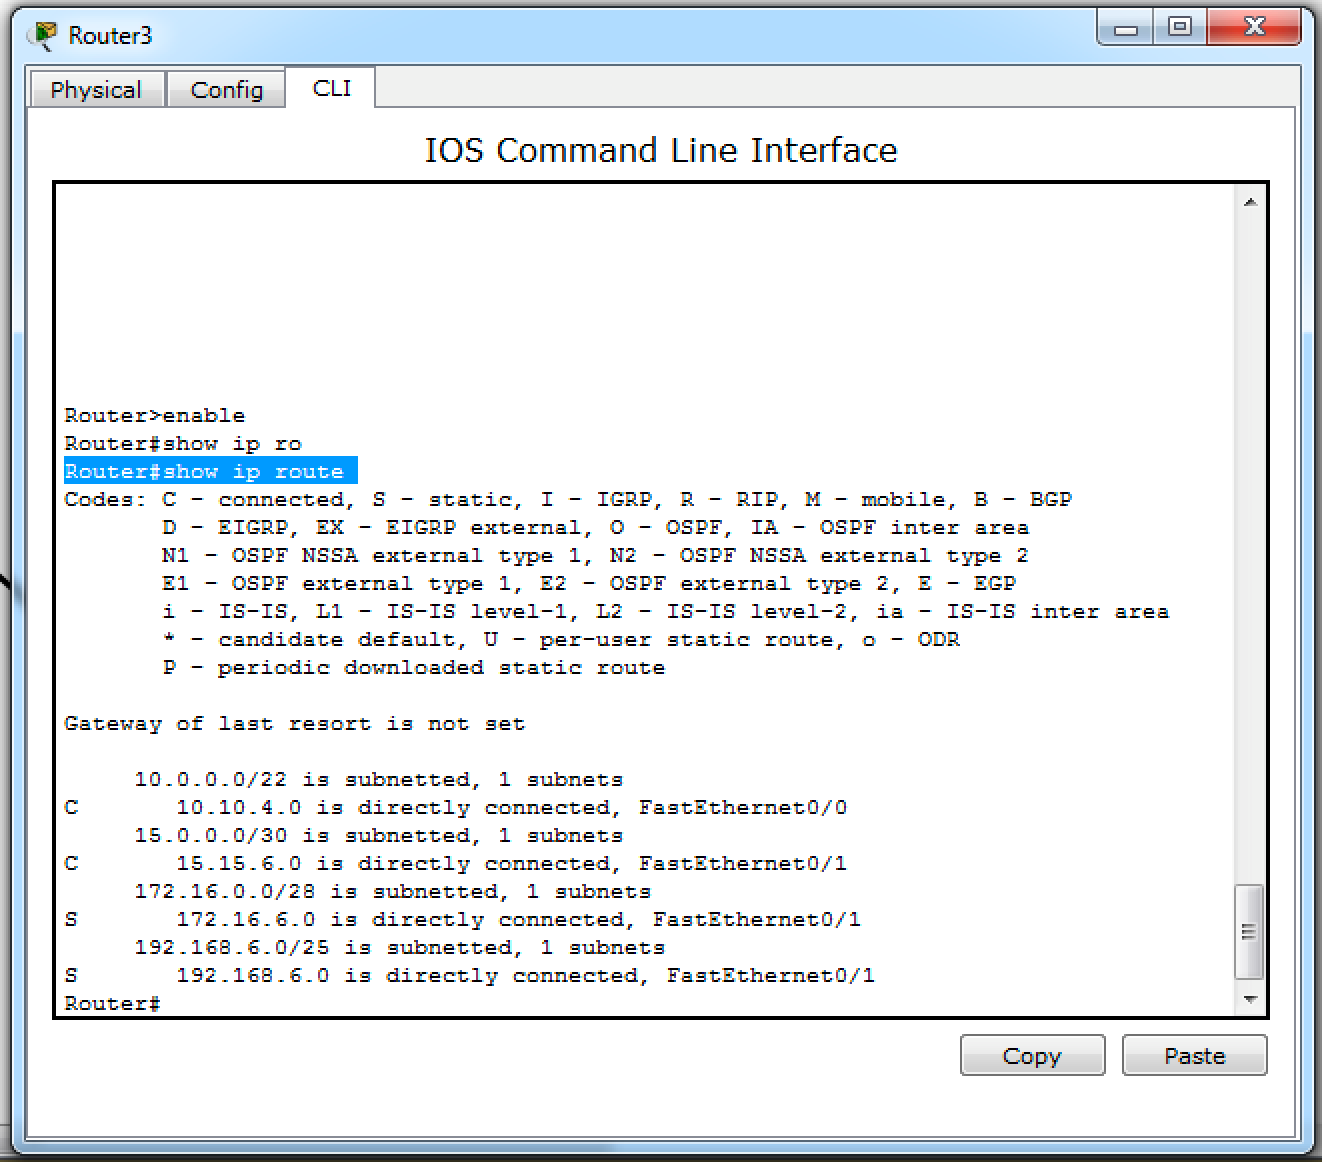 Router3
Physical Config CLI
IOS Command Line Interface
Router>enable
Router#show ip ro
Router#show ip route
Codes: C - connected, S - static, I - IGRP, R - RIP, M - mobile, B - BGP
       D - EIGRP, EX - EIGRP external, O - OSPF, IA - OSPF inter area
       N1 - OSPF NSSA external type 1, N2 - OSPF NSSA external type 2
       E1 - OSPF external type 1, E2 - OSPF external type 2, E - EGP
       i - IS-IS, L1 - IS-IS level-1, L2 - IS-IS level-2, ia - IS-IS inter area
       * - candidate default, U - per-user static route, o - ODR
       P - periodic downloaded static route
Gateway of last resort is not set
     10.0.0.0/22 is subnetted, 1 subnets
C       10.10.4.0 is directly connected, FastEthernet0/0
     15.0.0.0/30 is subnetted, 1 subnets
C       15.15.6.0 is directly connected, FastEthernet0/1
     172.16.0.0/28 is subnetted, 1 subnets
S       172.16.6.0 is directly connected, FastEthernet0/1
     192.168.6.0/25 is subnetted, 1 subnets
S       192.168.6.0 is directly connected, FastEthernet0/1
Router#
Copy Paste